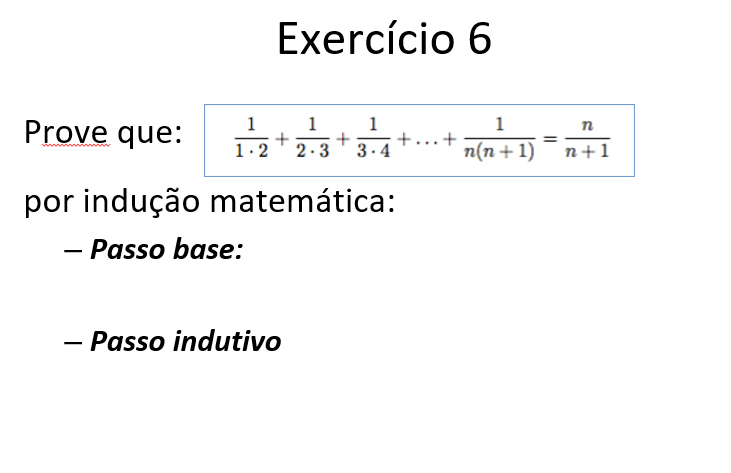 Exercício 6
Prove que: 1/(1·2) + 1/(2·3) + 1/(3·4) + ... + 1/(n(n+1)) = n/(n+1)
por indução matemática:
– Passo base:
– Passo indutivo